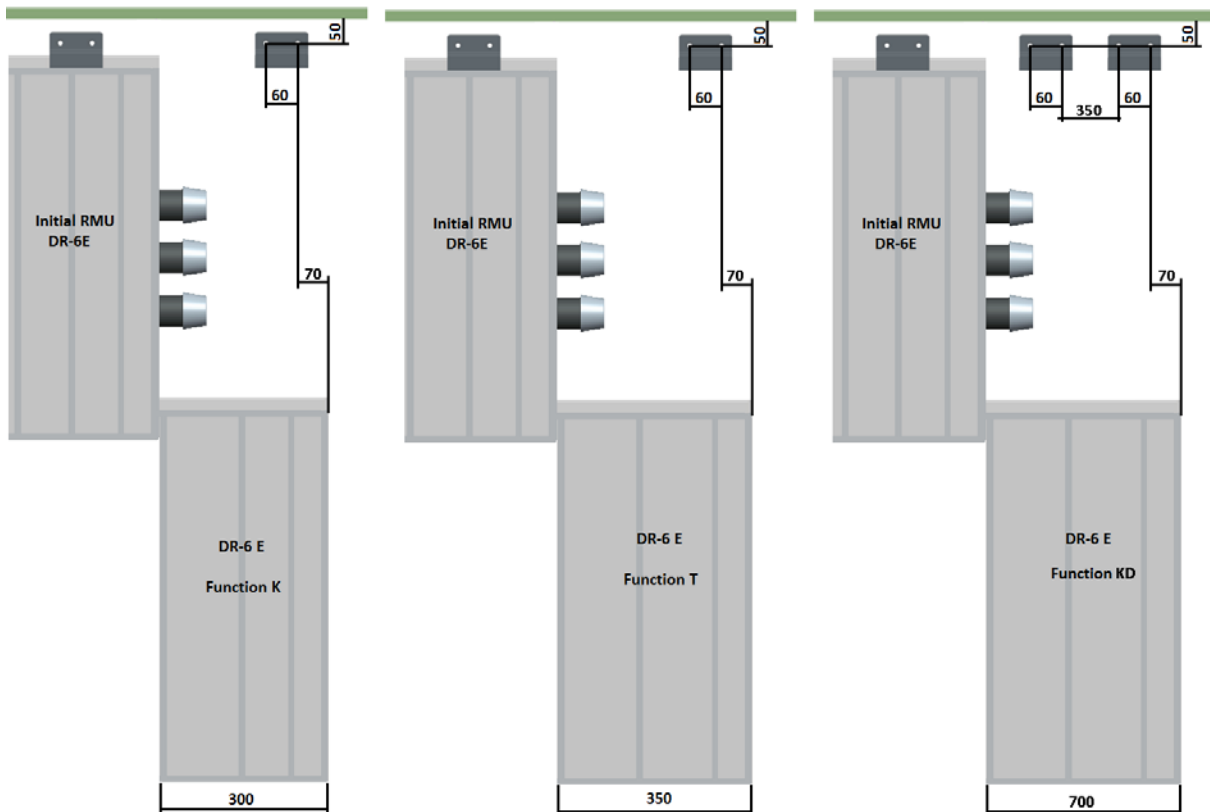 50
60
70
Initial RMU
DR-6E
DR-6 E
Function K
300
50
60
70
Initial RMU
DR-6E
DR-6 E
Function T
350
50
60
60
350
70
Initial RMU
DR-6E
DR-6 E
Function KD
700